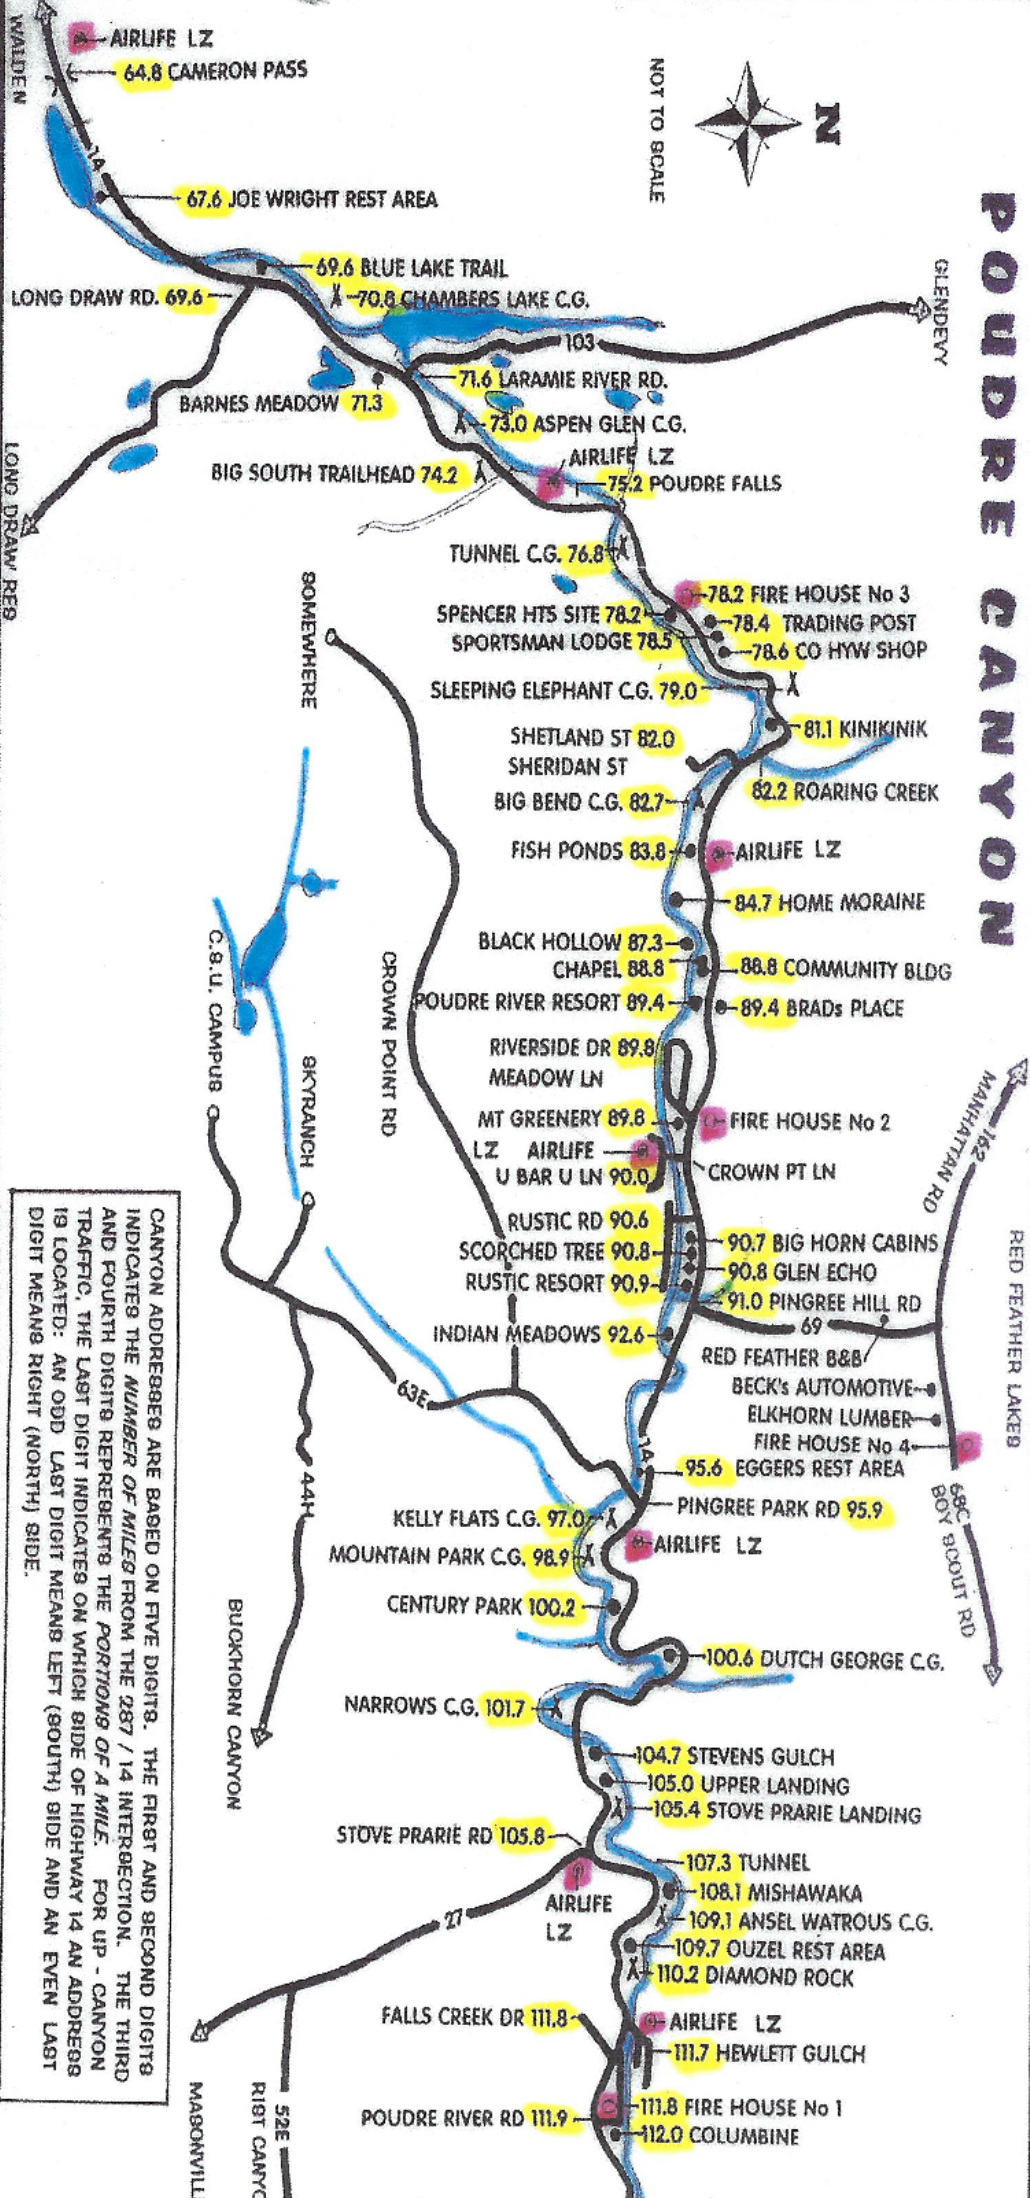 POUDRE CANYON
N
NOT TO SCALE
WALDEN
AIRLIFE LZ
64.8 CAMERON PASS
14
67.6 JOE WRIGHT REST AREA
69.6 BLUE LAKE TRAIL
LONG DRAW RD. 69.6
70.8 CHAMBERS LAKE C.G.
GLENDEVY
103
71.6 LARAMIE RIVER RD.
BARNES MEADOW 71.3
73.0 ASPEN GLEN C.G.
AIRLIFE LZ
BIG SOUTH TRAILHEAD 74.2
75.2 POUDRE FALLS
LONG DRAW RES
TUNNEL C.G. 76.8
78.2 FIRE HOUSE No 3
SPENCER HTS SITE 78.2
78.4 TRADING POST
SPORTSMAN LODGE 78.5
78.6 CO HYW SHOP
SOMEWHERE
SLEEPING ELEPHANT C.G. 79.0
81.1 KINIKINIK
SHETLAND ST 82.0
SHERIDAN ST
82.2 ROARING CREEK
BIG BEND C.G. 82.7
FISH PONDS 83.8
AIRLIFE LZ
84.7 HOME MORAINE
BLACK HOLLOW 87.3
CHAPEL 88.8
88.8 COMMUNITY BLDG
POUDRE RIVER RESORT 89.4
89.4 BRADs PLACE
C.S.U. CAMPUS
CROWN POINT RD
SKYRANCH
RIVERSIDE DR 89.8
MEADOW LN
MT GREENERY 89.8
FIRE HOUSE No 2
LZ AIRLIFE
U BAR U LN 90.0
CROWN PT LN
162
MANHATTAN RD
RUSTIC RD 90.6
90.7 BIG HORN CABINS
SCORCHED TREE 90.8
90.8 GLEN ECHO
RUSTIC RESORT 90.9
91.0 PINGREE HILL RD
RED FEATHER LAKES
INDIAN MEADOWS 92.6
69
RED FEATHER B&B
63E
BECK's AUTOMOTIVE
ELKHORN LUMBER
FIRE HOUSE No 4
14
95.6 EGGERS REST AREA
44H
68C
BOY SCOUT RD
PINGREE PARK RD 95.9
KELLY FLATS C.G. 97.0
AIRLIFE LZ
MOUNTAIN PARK C.G. 98.9
CENTURY PARK 100.2
BUCKHORN CANYON
100.6 DUTCH GEORGE C.G.
NARROWS C.G. 101.7
104.7 STEVENS GULCH
105.0 UPPER LANDING
105.4 STOVE PRARIE LANDING
STOVE PRARIE RD 105.8
107.3 TUNNEL
AIRLIFE
LZ
108.1 MISHAWAKA
27
109.1 ANSEL WATROUS C.G.
109.7 OUZEL REST AREA
110.2 DIAMOND ROCK
FALLS CREEK DR 111.8
AIRLIFE LZ
111.7 HEWLETT GULCH
111.8 FIRE HOUSE No 1
POUDRE RIVER RD 111.9
112.0 COLUMBINE
52E
RIST CANYO
MASONVILL
CANYON ADDRESSES ARE BASED ON FIVE DIGITS. THE FIRST AND SECOND DIGITS
INDICATES THE NUMBER OF MILES FROM THE 287 / 14 INTERSECTION. THE THIRD
AND FOURTH DIGITS REPRESENTS THE PORTIONS OF A MILE. FOR UP - CANYON
TRAFFIC, THE LAST DIGIT INDICATES ON WHICH SIDE OF HIGHWAY 14 AN ADDRESS
IS LOCATED: AN ODD LAST DIGIT MEANS LEFT (SOUTH) SIDE AND AN EVEN LAST
DIGIT MEANS RIGHT (NORTH) SIDE.